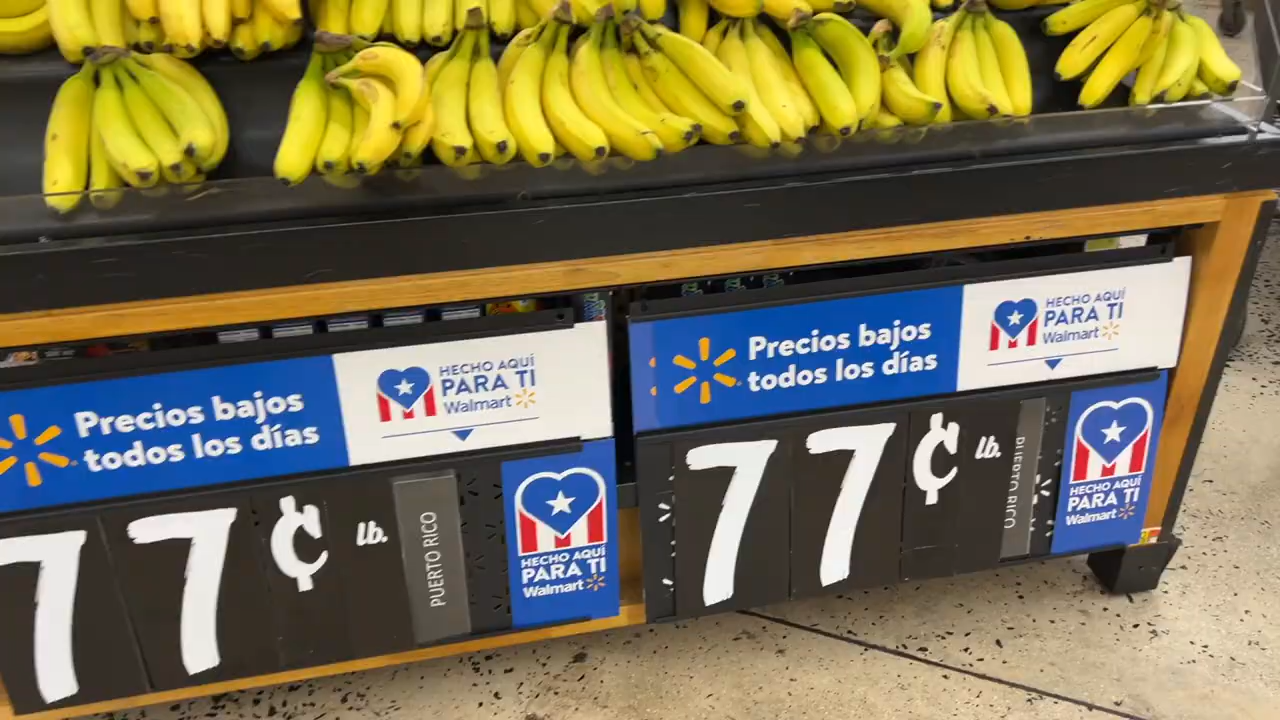 Precios bajos
todos los días
HECHO AQUÍ
PARA TI
Walmart
77¢ lb.
PUERTO RICO
HECHO AQUÍ
PARA TI
Walmart
Precios bajos
todos los días
HECHO AQUÍ
PARA TI
Walmart
77¢ lb.
PUERTO RICO
HECHO AQUÍ
PARA TI
Walmart